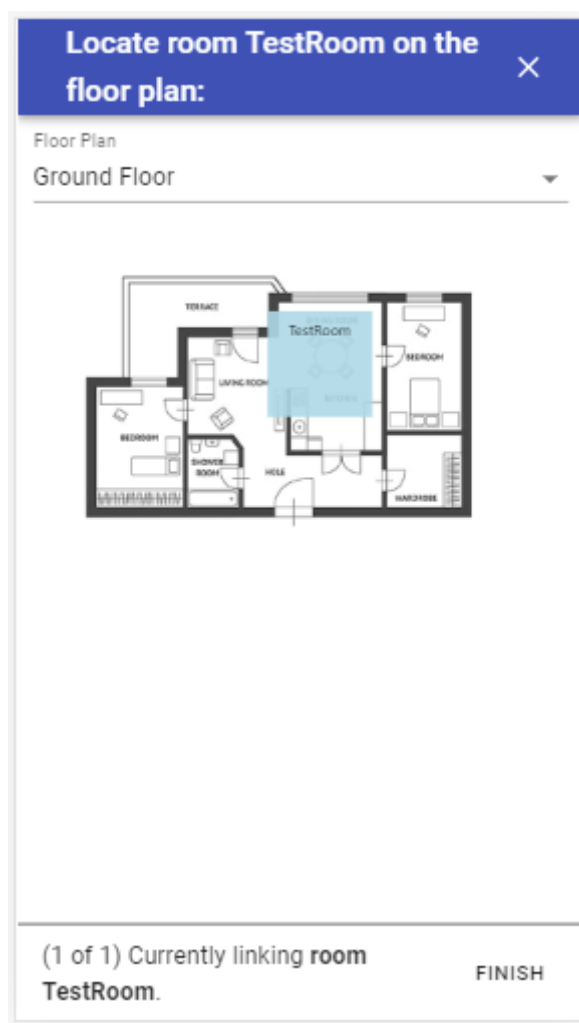 Locate room TestRoom on the
floor plan:
Floor Plan
Ground Floor
TERRACE
TestRoom
BEDROOM
LIVING ROOM
KITCHEN
BEDROOM
SHOWER
ROOM
HOLE
WARDROBE
(1 of 1) Currently linking room
TestRoom.
FINISH